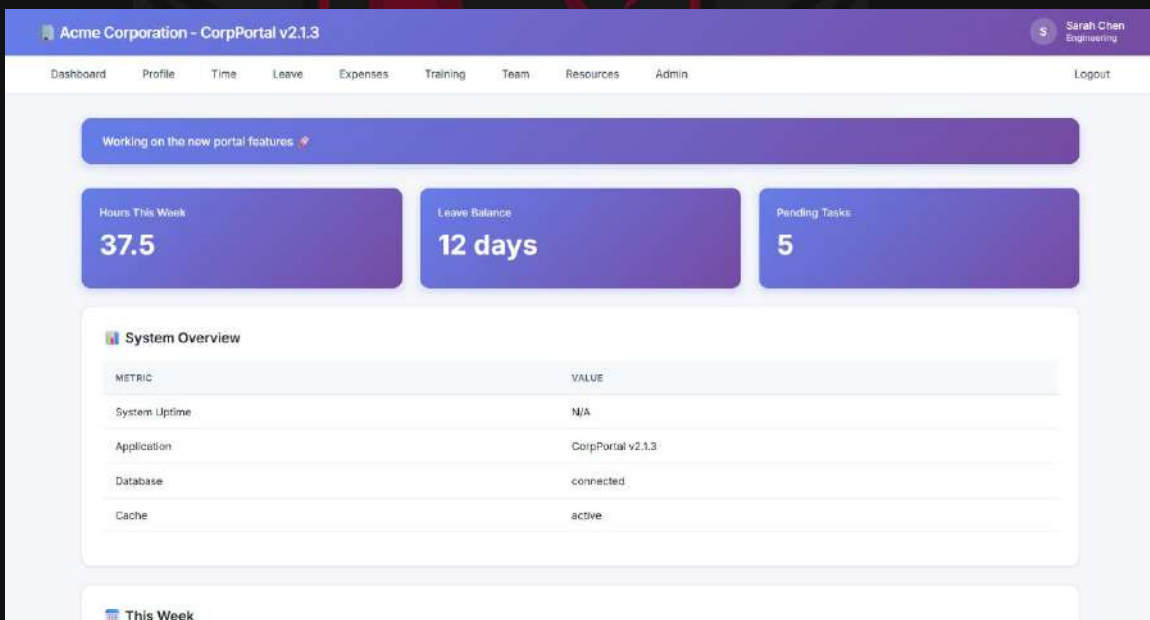 Acme Corporation - CorpPortal v2.1.3
S
Sarah Chen
Engineering
Dashboard Profile Time Leave Expenses Training Team Resources Admin Logout
Working on the new portal features 🚀
Hours This Week
37.5
Leave Balance
12 days
Pending Tasks
5
System Overview
METRIC VALUE
System Uptime N/A
Application CorpPortal v2.1.3
Database connected
Cache active
This Week